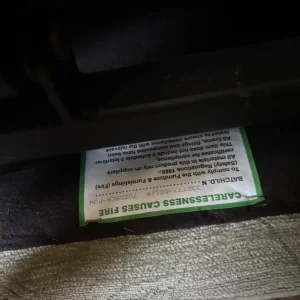 CARELESSNESS CAUSES FIRE
BATCH/I.D. N
To comply with the Furniture & Furnishings (Fire)
(Safety) Regulations 1988:-
All materials in this product rely on suppliers
certificates assuming compliance.
This item does not include a Schedule 3 interliner
All foams, fillings and composites have been
tested to ensure compliance with the relevant